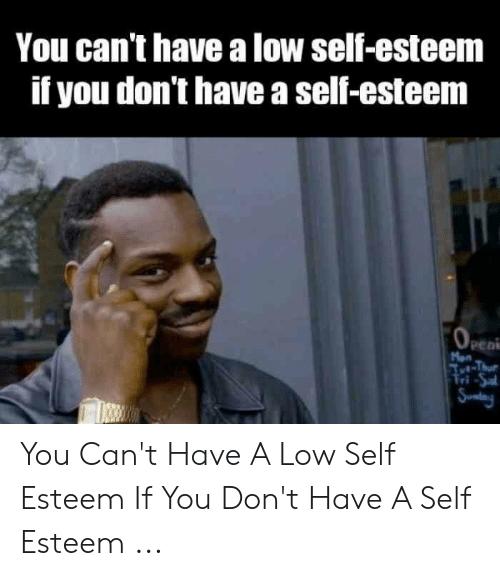 You can't have a low self-esteem
if you don't have a self-esteem
Openi
Mon
Tue-Thur
Fri-Sat
Sunday
You Can't Have A Low Self
Esteem If You Don't Have A Self
Esteem ...